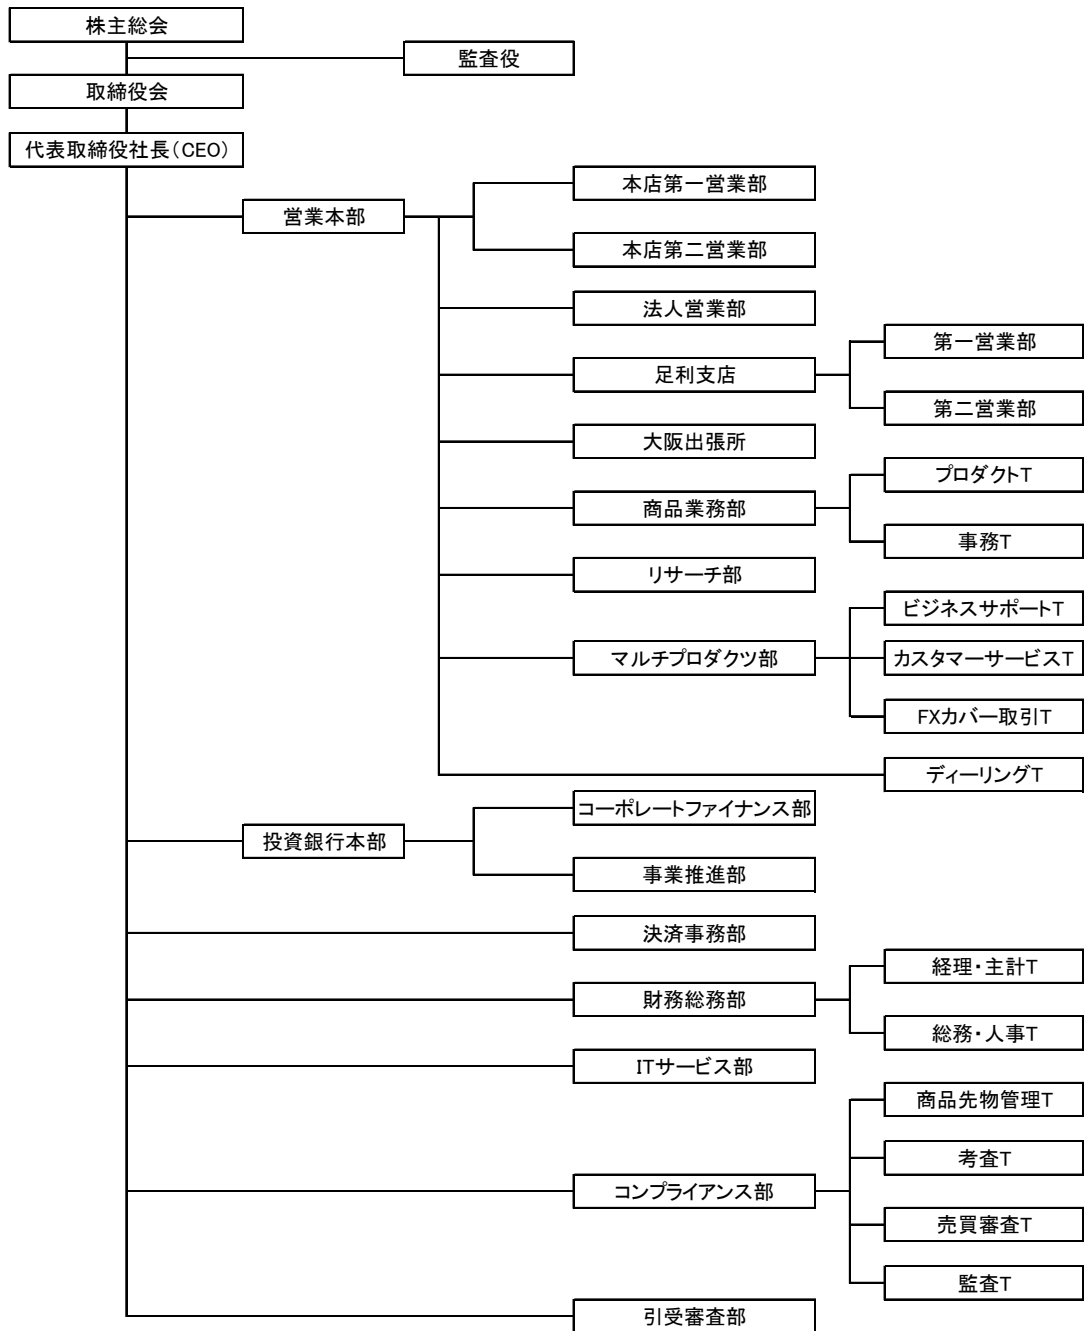 株主総会
監査役
取締役会
代表取締役社長(CEO)
営業本部
本店第一営業部
本店第二営業部
法人営業部
足利支店
第一営業部
第二営業部
大阪出張所
商品業務部
プロダクトT
事務T
リサーチ部
マルチプロダクツ部
ビジネスサポートT
カスタマーサービスT
FXカバー取引T
ディーリングT
投資銀行本部
コーポレートファイナンス部
事業推進部
決済事務部
財務総務部
経理・主計T
総務・人事T
ITサービス部
コンプライアンス部
商品先物管理T
考査T
売買審査T
監査T
引受審査部